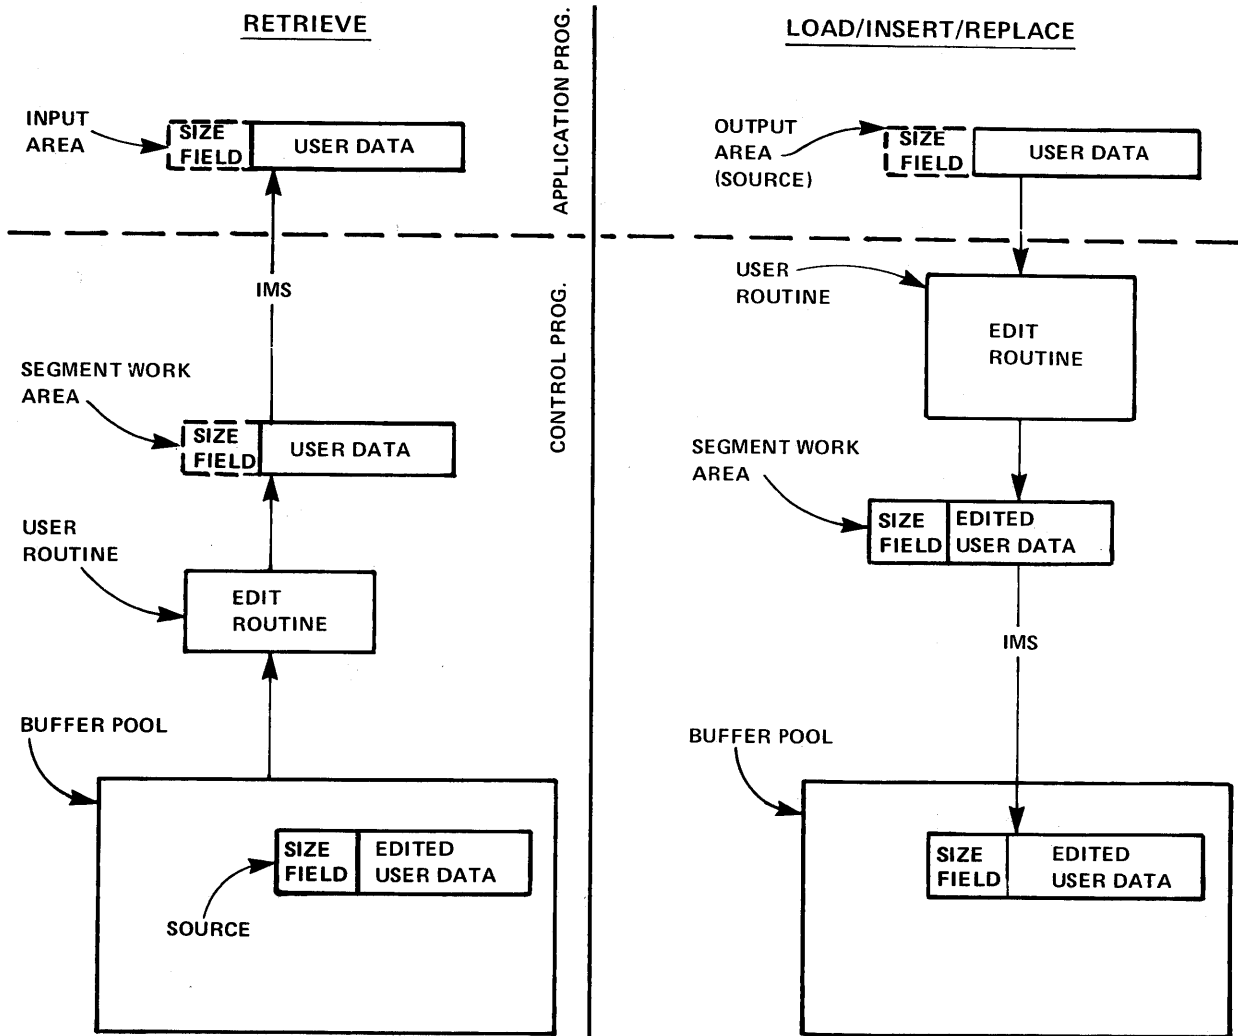 RETRIEVE
APPLICATION PROG.
INPUT
AREA
SIZE
FIELD
USER DATA
IMS
CONTROL PROG.
SEGMENT WORK
AREA
SIZE
FIELD
USER DATA
USER
ROUTINE
EDIT
ROUTINE
BUFFER POOL
SIZE
FIELD
EDITED
USER DATA
SOURCE
LOAD/INSERT/REPLACE
OUTPUT
AREA
(SOURCE)
SIZE
FIELD
USER DATA
USER
ROUTINE
EDIT
ROUTINE
SEGMENT WORK
AREA
SIZE
FIELD
EDITED
USER DATA
IMS
BUFFER POOL
SIZE
FIELD
EDITED
USER DATA